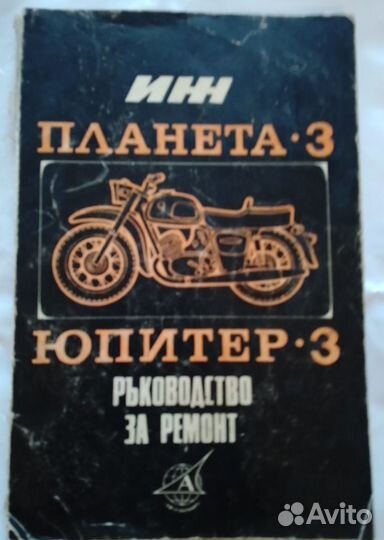 ИЖ
ПЛАНЕТА·3
ЮПИТЕР·3
РЪКОВОДСТВО
ЗА РЕМОНТ
А
Avito